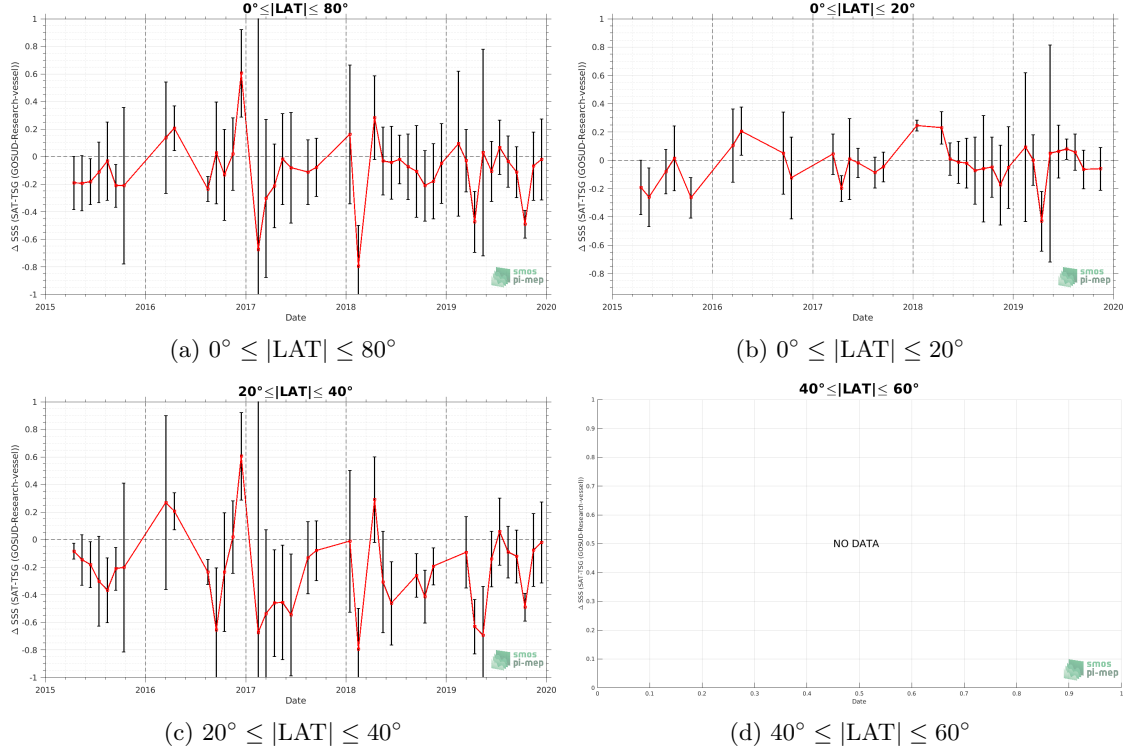 0°≤|LAT|≤ 80°
Δ SSS (SAT-TSG (GOSUD-Research-vessel))
1
0.8
0.6
0.4
0.2
0
-0.2
-0.4
-0.6
-0.8
-1
2015 2016 2017 2018 2019 2020
Date
smos
pi-mep
(a) 0° ≤ |LAT| ≤ 80°
0°≤|LAT|≤ 20°
Δ SSS (SAT-TSG (GOSUD-Research-vessel))
1
0.8
0.6
0.4
0.2
0
-0.2
-0.4
-0.6
-0.8
2015 2016 2017 2018 2019 2020
Date
smos
pi-mep
(b) 0° ≤ |LAT| ≤ 20°
20°≤|LAT|≤ 40°
Δ SSS (SAT-TSG (GOSUD-Research-vessel))
1
0.8
0.6
0.4
0.2
0
-0.2
-0.4
-0.6
-0.8
-1
2015 2016 2017 2018 2019 2020
Date
smos
pi-mep
(c) 20° ≤ |LAT| ≤ 40°
40°≤|LAT|≤ 60°
Δ SSS (SAT-TSG (GOSUD-Research-vessel))
1
0.9
0.8
0.7
0.6
0.5
0.4
0.3
0.2
0.1
0
NO DATA
0 0.1 0.2 0.3 0.4 0.5 0.6 0.7 0.8 0.9 1
Date
smos
pi-mep
(d) 40° ≤ |LAT| ≤ 60°